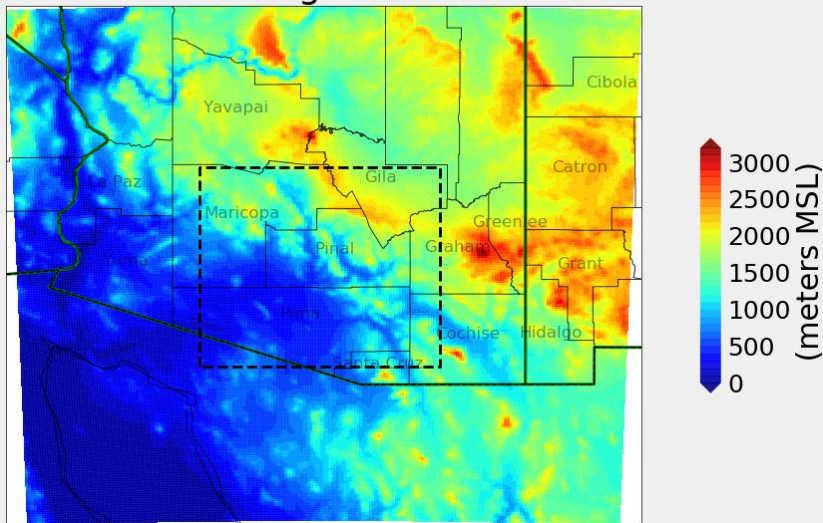 Cibola
Yavapai
Catron
Gila
La Paz
Maricopa
Greenlee
Pinal
Graham
Yuma
Grant
Pima
Cochise
Hidalgo
Santa Cruz
3000
2500
2000
1500
1000
500
0
(meters MSL)